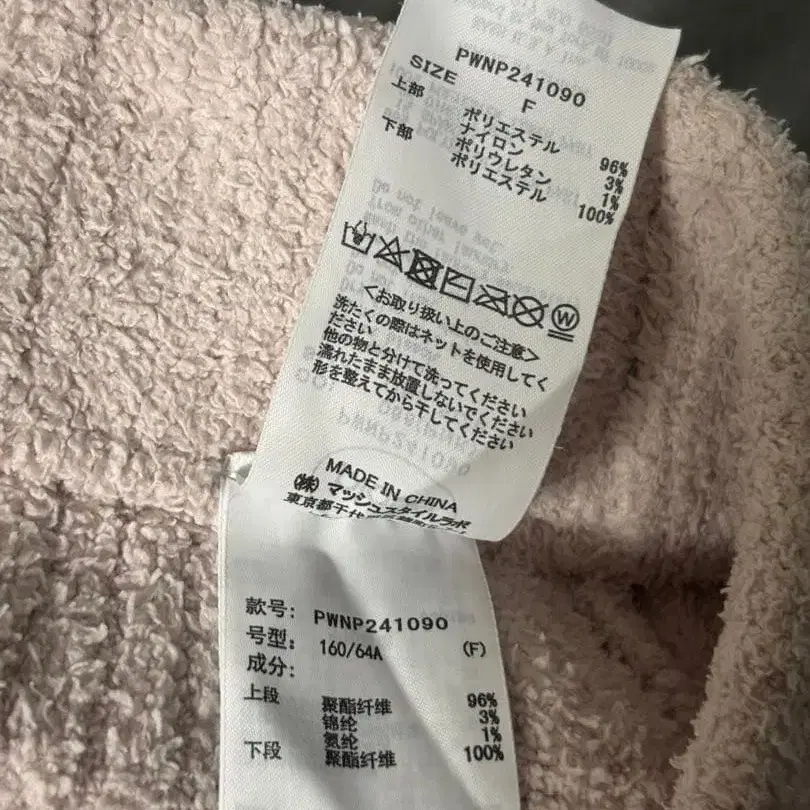 PWNP241090
SIZE F
上部 ポリエステル 96%
ナイロン 3%
ポリウレタン 1%
下部 ポリエステル 100%
W
<お取り扱い上のご注意>
洗たくの際はネットを使用してく
ださい
他の物と分けて洗ってください
濡れたまま放置しないでください
形を整えてから干してください
MADE IN CHINA
(株) マッシュスタイルラボ
東京都千代
款号: PWNP241090
号型: 160/64A (F)
成分:
上段 聚酯纤维 96%
锦纶 3%
氨纶 1%
下段 聚酯纤维 100%